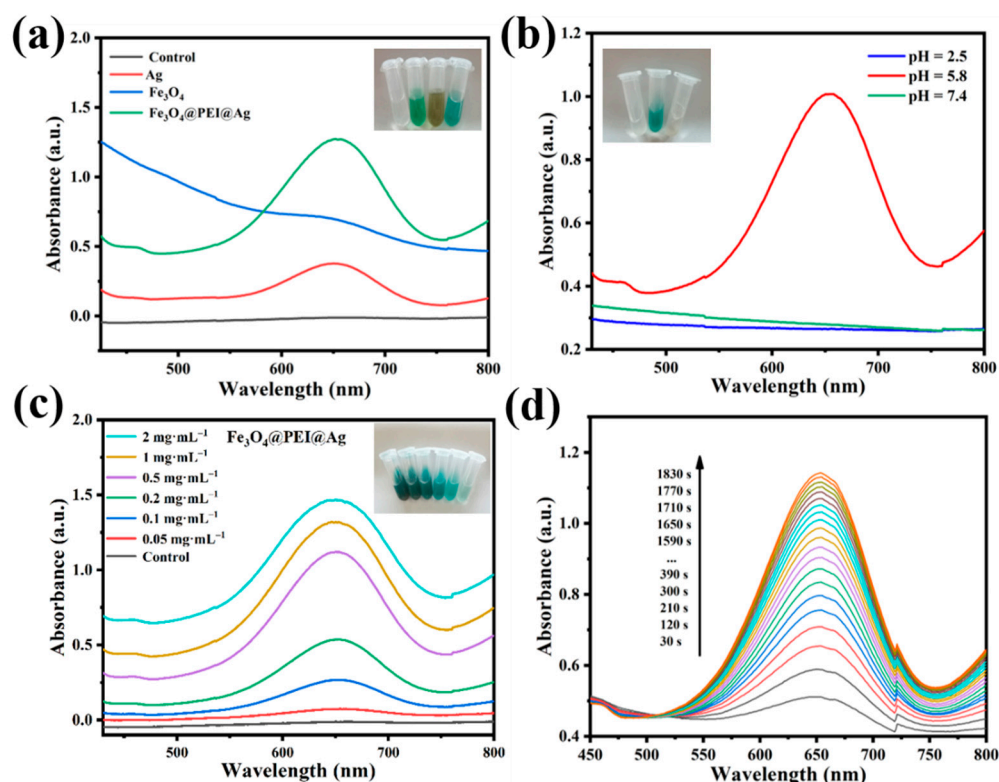 (a)
2.0
1.5
1.0
0.5
0.0
Absorbance (a.u.)
Control
Ag
Fe₃O₄
Fe₃O₄@PEI@Ag
500 600 700 800
Wavelength (nm)
(b)
1.2
1.0
0.8
0.6
0.4
0.2
Absorbance (a.u.)
pH = 2.5
pH = 5.8
pH = 7.4
500 600 700 800
Wavelength (nm)
(c)
2.0
1.5
1.0
0.5
0.0
Absorbance (a.u.)
2 mg·mL⁻¹ Fe₃O₄@PEI@Ag
1 mg·mL⁻¹
0.5 mg·mL⁻¹
0.2 mg·mL⁻¹
0.1 mg·mL⁻¹
0.05 mg·mL⁻¹
Control
500 600 700 800
Wavelength (nm)
(d)
1.2
1.0
0.8
0.6
0.4
Absorbance (a.u.)
1830 s
1770 s
1710 s
1650 s
1590 s
...
390 s
300 s
210 s
120 s
30 s
450 500 550 600 650 700 750 800
Wavelength (nm)